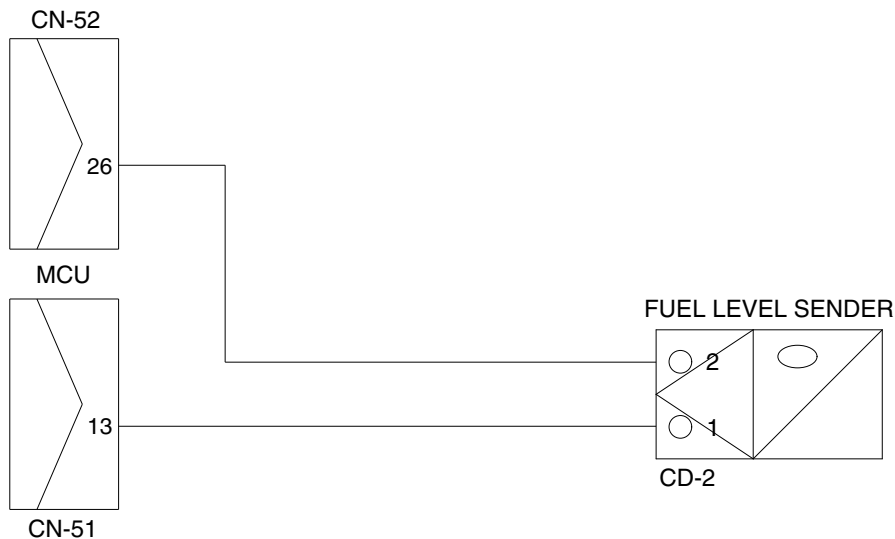 CN-52
26
MCU
FUEL LEVEL SENDER
2
13
1
CD-2
CN-51